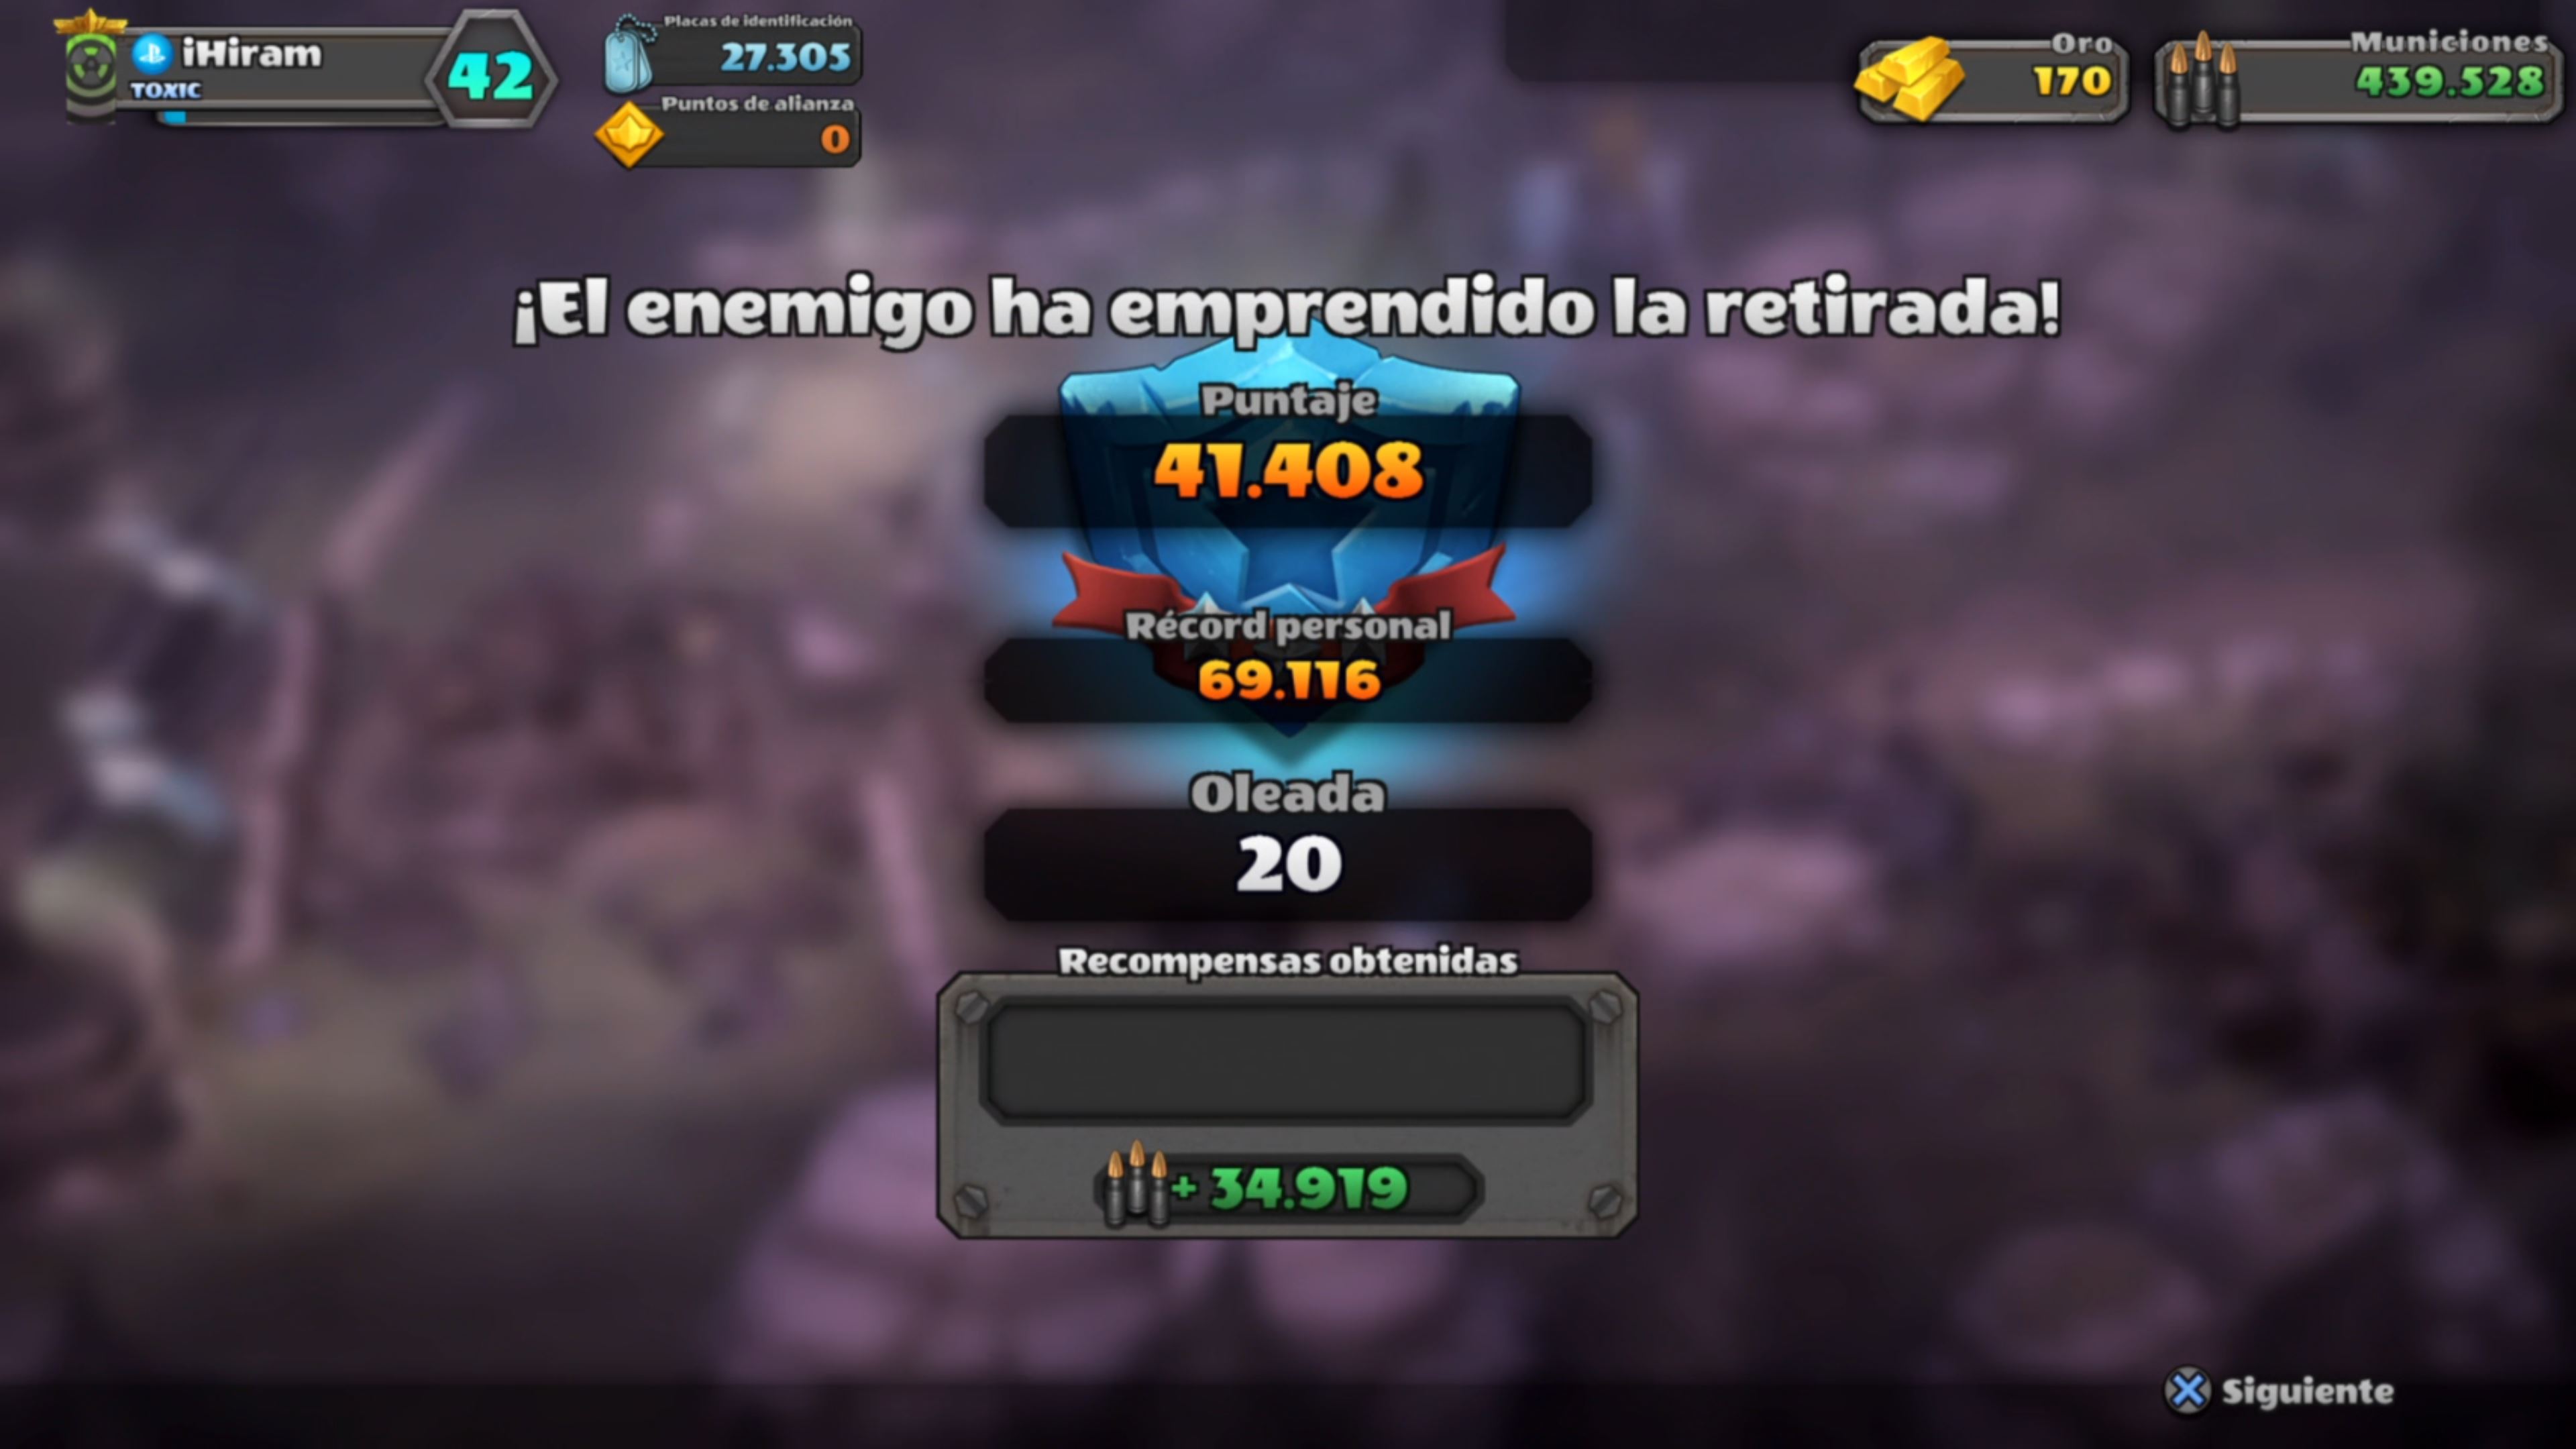 iHiram
TOXIC
42
Placas de identificación
27.305
Puntos de alianza
0
Oro
170
Municiones
439.528
¡El enemigo ha emprendido la retirada!
Puntaje
41.408
Récord personal
69.116
Oleada
20
Recompensas obtenidas
+ 34.919
Siguiente